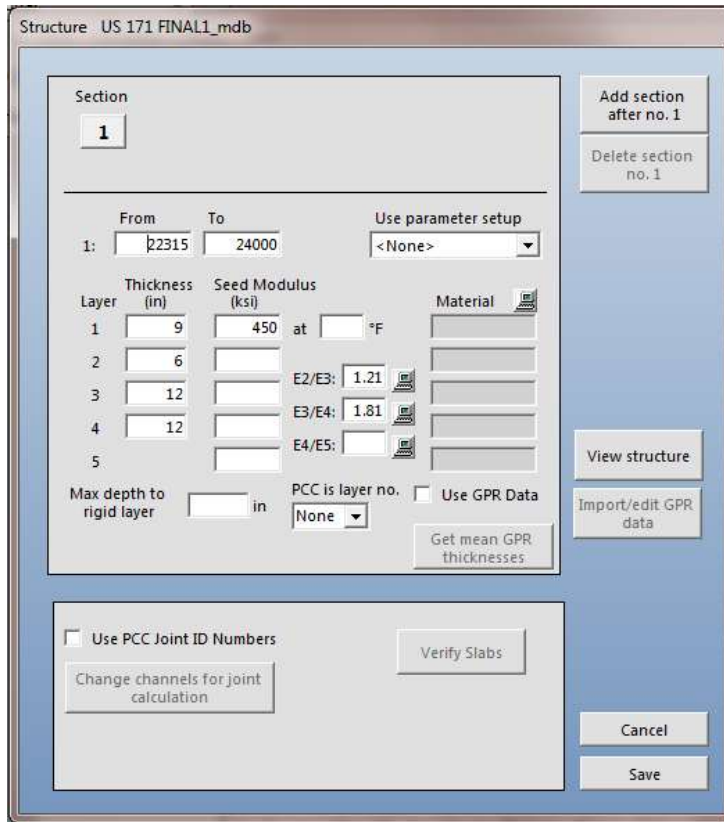 Structure US 171 FINAL1_mdb
Section
1
Add section
after no. 1
Delete section
no. 1
From To Use parameter setup
1: 22315 24000 <None>
Thickness Seed Modulus
Layer (in) (ksi) Material
1 9 450 at °F
2 6
E2/E3: 1.21
3 12
E3/E4: 1.81
4 12
E4/E5:
5
View structure
Max depth to
rigid layer in
PCC is layer no.
None
Use GPR Data
Import/edit GPR
data
Get mean GPR
thicknesses
Use PCC Joint ID Numbers
Verify Slabs
Change channels for joint
calculation
Cancel
Save